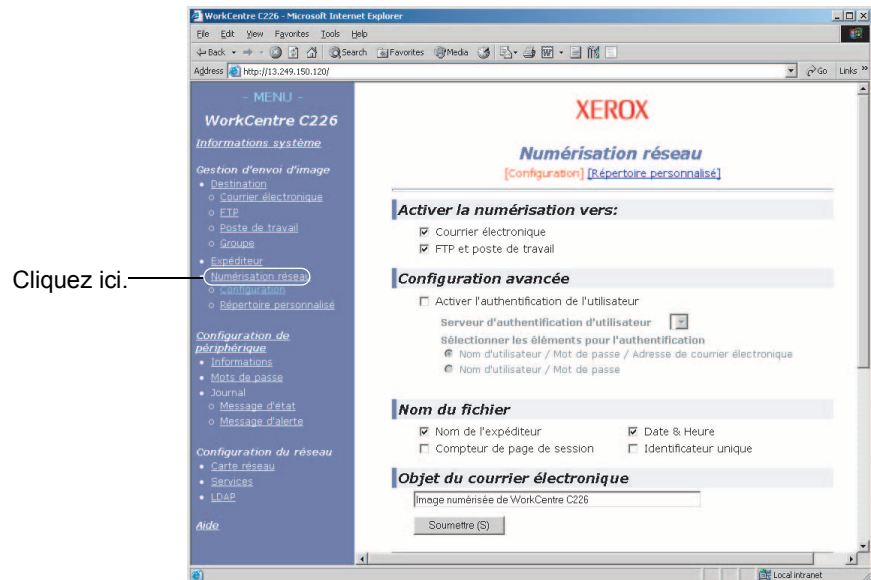 WorkCentre C226 - Microsoft Internet Explorer
File Edit View Favorites Tools Help
Back Search Favorites Media
Address http://13.249.150.120/ Go Links »
- MENU -
WorkCentre C226
Informations système
Gestion d'envoi d'image
Destination
Courrier électronique
FTP
Poste de travail
Groupe
Expéditeur
Numérisation réseau
Configuration
Répertoire personnalisé
Configuration de
périphérique
Informations
Mots de passe
Journal
Message d'état
Message d'alerte
Configuration du réseau
Carte réseau
Services
LDAP
Aide
Cliquez ici.
XEROX
Numérisation réseau
[Configuration] [Répertoire personnalisé]
Activer la numérisation vers:
Courrier électronique
FTP et poste de travail
Configuration avancée
Activer l'authentification de l'utilisateur
Serveur d'authentification d'utilisateur
Sélectionner les éléments pour l'authentification
Nom d'utilisateur / Mot de passe / Adresse de courrier électronique
Nom d'utilisateur / Mot de passe
Nom du fichier
Nom de l'expéditeur Date & Heure
Compteur de page de session Identificateur unique
Objet du courrier électronique
Image numérisée de WorkCentre C226
Soumettre (S)
Local intranet